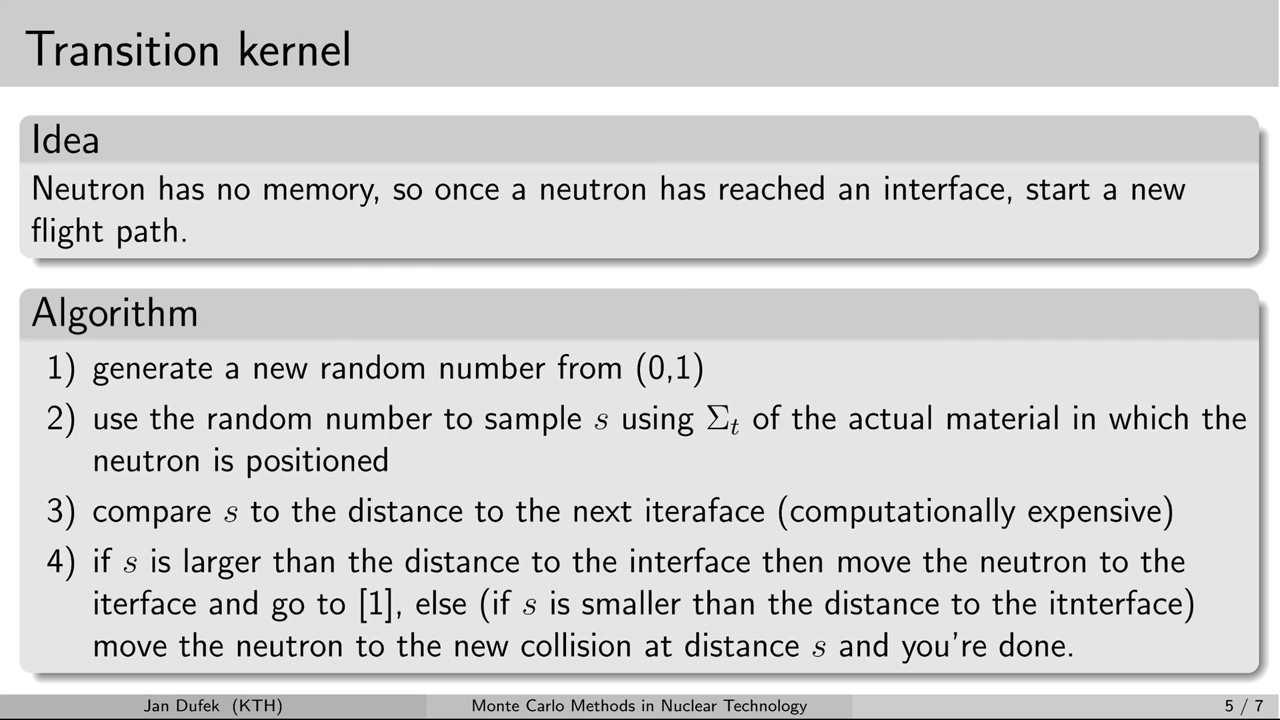 Transition kernel
Idea
Neutron has no memory, so once a neutron has reached an interface, start a new
flight path.
Algorithm
1) generate a new random number from (0,1)
2) use the random number to sample s using Σt of the actual material in which the
neutron is positioned
3) compare s to the distance to the next iteraface (computationally expensive)
4) if s is larger than the distance to the interface then move the neutron to the
iterface and go to [1], else (if s is smaller than the distance to the itnterface)
move the neutron to the new collision at distance s and you're done.
Jan Dufek (KTH) Monte Carlo Methods in Nuclear Technology 5 / 7